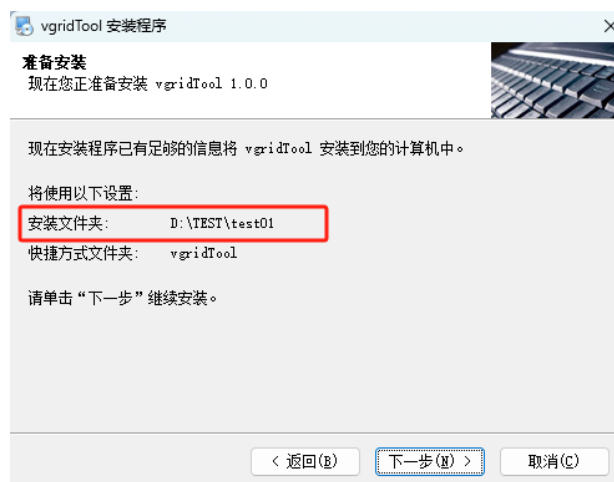 vgridTool 安装程序
准备安装
现在您正准备安装 vgridTool 1.0.0
现在安装程序已有足够的信息将 vgridTool 安装到您的计算机中。
将使用以下设置:
安装文件夹: D:\TEST\test01
快捷方式文件夹: vgridTool
请单击“下一步”继续安装。
< 返回(B) 下一步(N) > 取消(C)